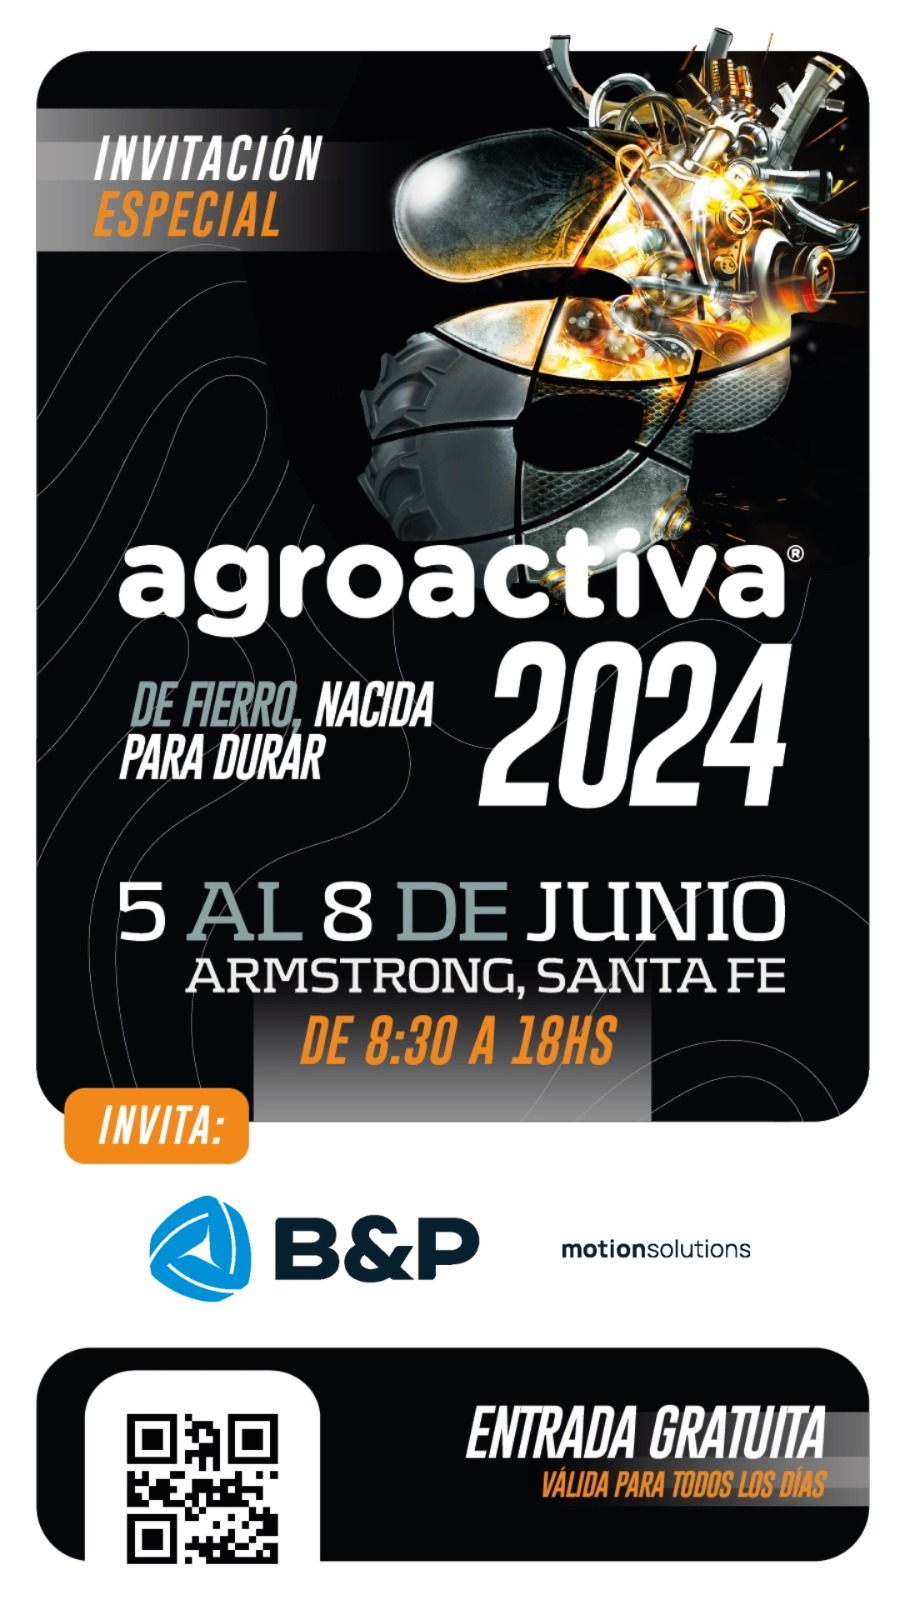 INVITACIÓN
ESPECIAL
agroactiva®
2024
DE FIERRO, NACIDA
PARA DURAR
5 AL 8 DE JUNIO
ARMSTRONG, SANTA FE
DE 8:30 A 18HS
INVITA:
B&P
motionsolutions
ENTRADA GRATUITA
VÁLIDA PARA TODOS LOS DÍAS